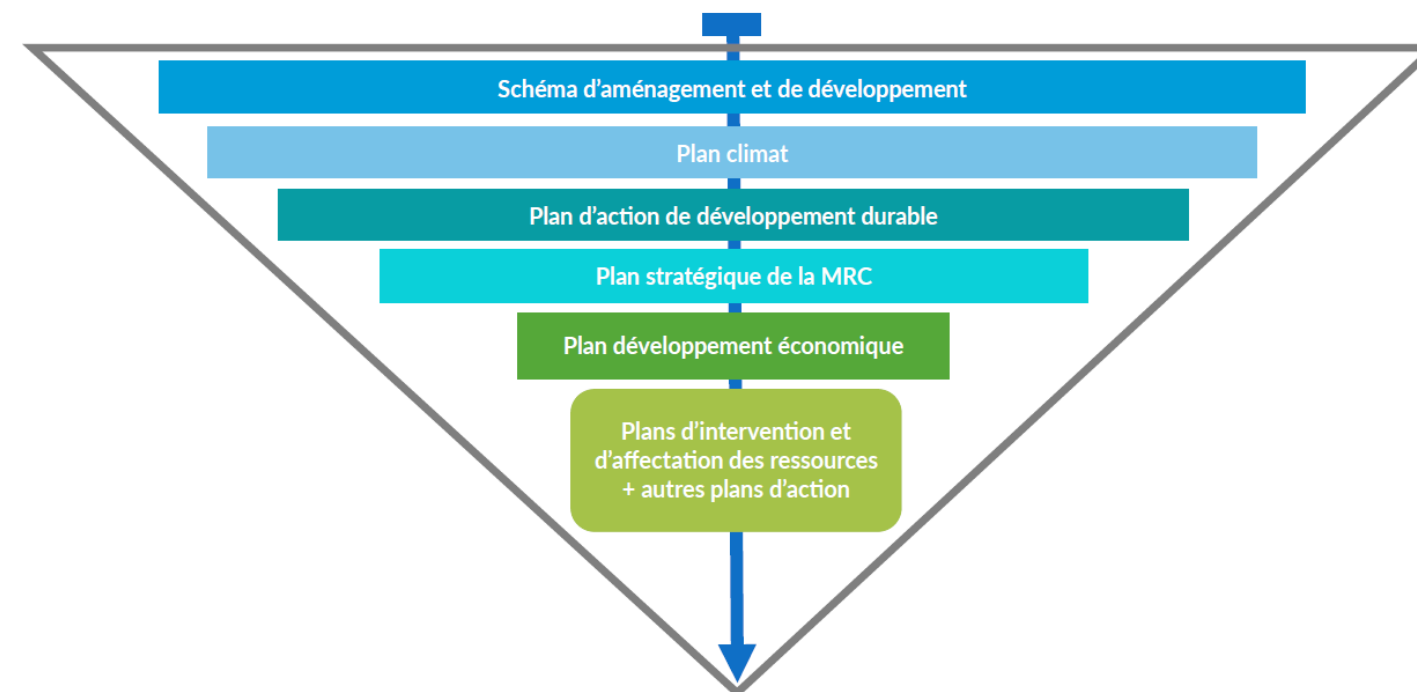 Schéma d’aménagement et de développement
Plan climat
Plan d’action de développement durable
Plan stratégique de la MRC
Plan développement économique
Plans d’intervention et
d’affectation des ressources
+ autres plans d’action